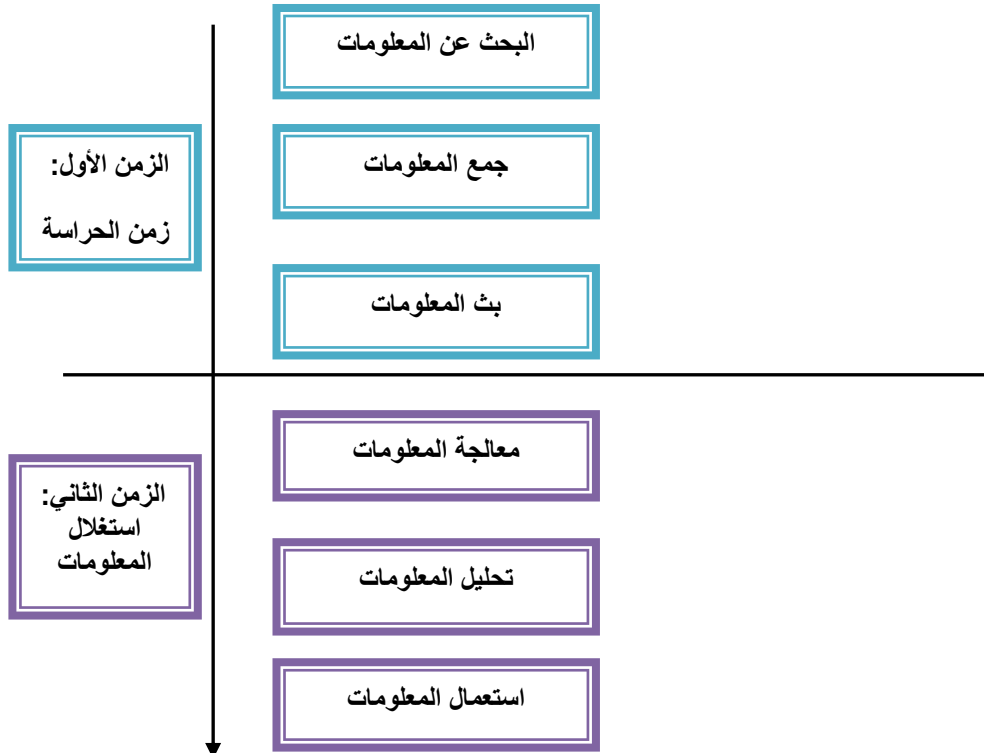 البحث عن المعلومات
الزمن الأول:
زمن الحراسة
جمع المعلومات
بث المعلومات
معالجة المعلومات
الزمن الثاني:
استغلال
المعلومات
تحليل المعلومات
استعمال المعلومات